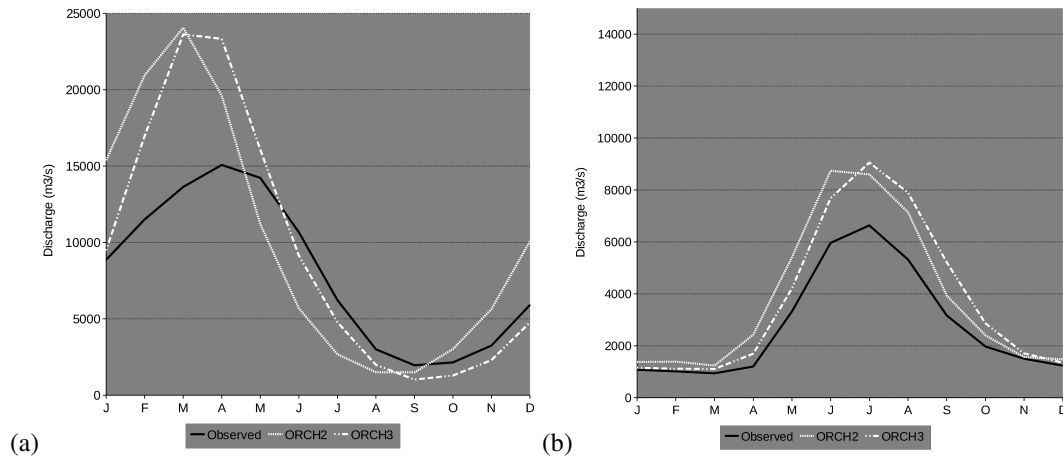 25000
20000
15000
10000
5000
0
Discharge (m3/s)
J F M A M J J A S O N D
Observed ORCH2 ORCH3
(a)
14000
12000
10000
8000
6000
4000
2000
0
Discharge (m3/s)
J F M A M J J A S O N D
Observed ORCH2 ORCH3
(b)